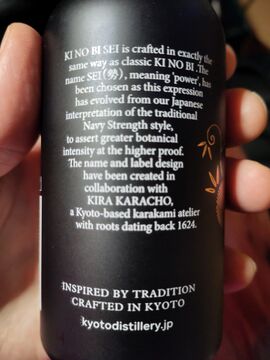 KI NO BI SEI is crafted in exactly the
same way as classic KI NO BI .The
name SEI(勢), meaning 'power', has
been chosen as this expression
has evolved from our Japanese
interpretation of the traditional
Navy Strength style,
to assert greater botanical
intensity at the higher proof.
The name and label design
have been created in
collaboration with
KIRA KARACHO,
a Kyoto-based karakami atelier
with roots dating back 1624.
INSPIRED BY TRADITION
CRAFTED IN KYOTO
kyotodistillery.jp